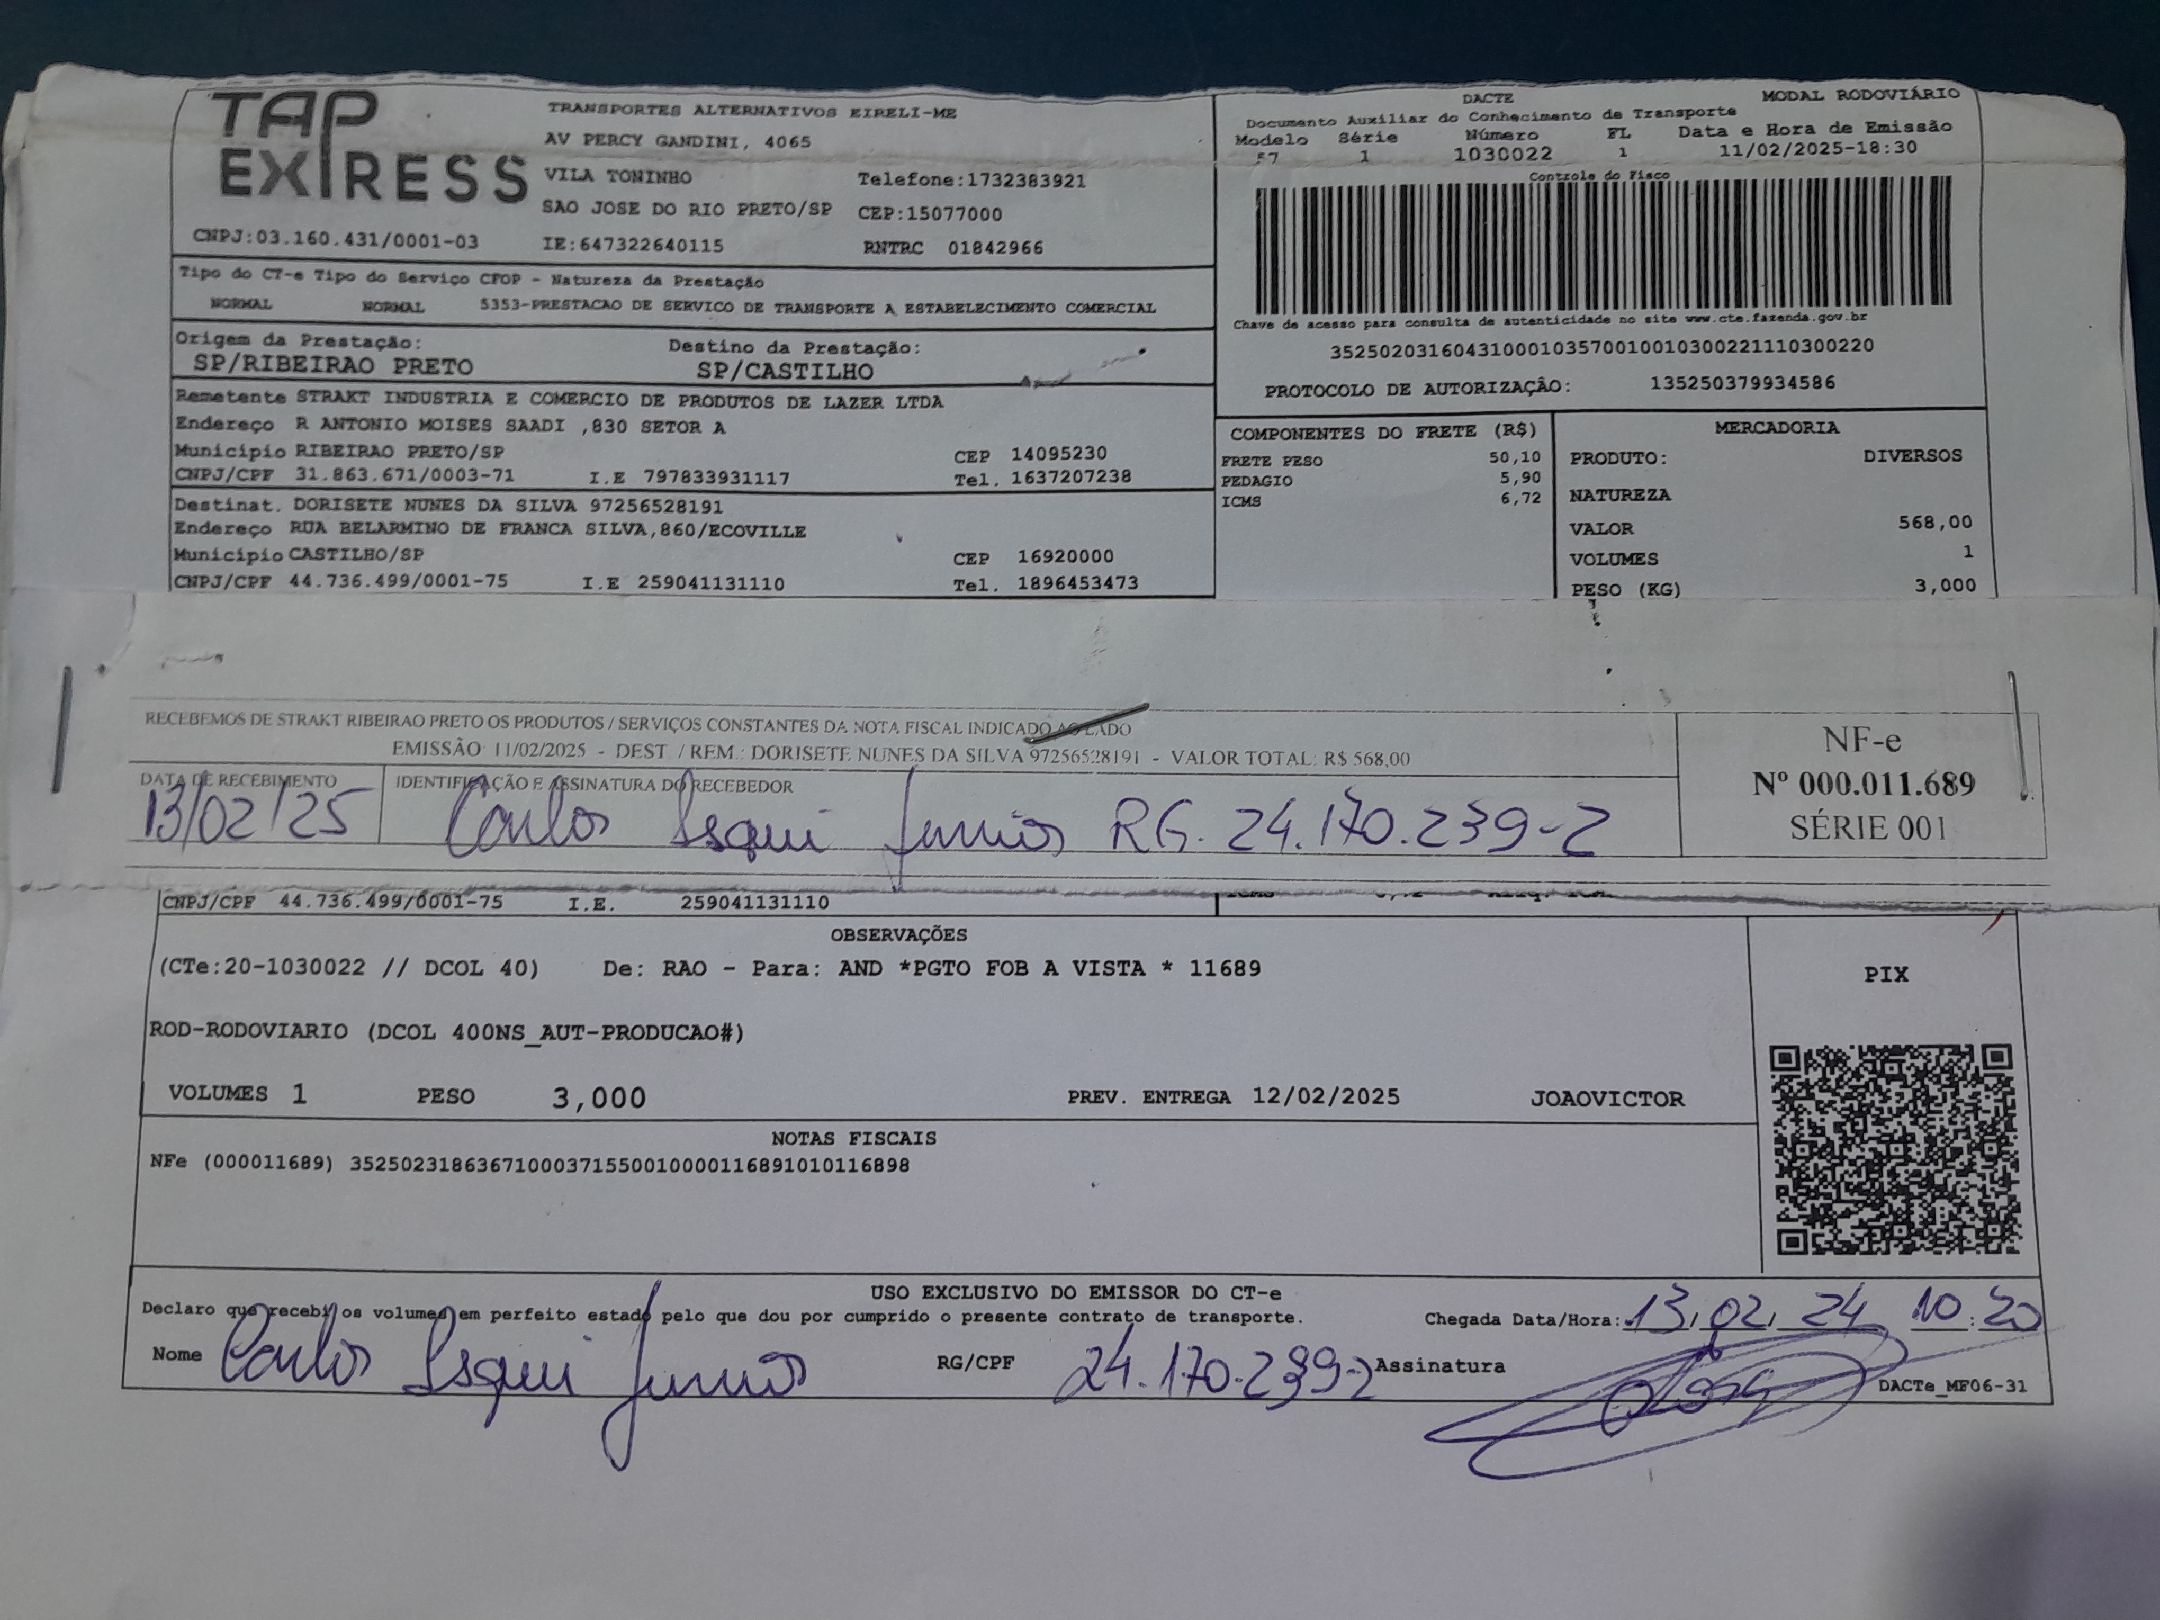 TAP EXPRESS
TRANSPORTES ALTERNATIVOS EIRELI-ME
AV PERCY GANDINI, 4065
VILA TONINHO Telefone:1732383921
SAO JOSE DO RIO PRETO/SP CEP:15077000
CNPJ:03.160.431/0001-03 IE:647322640115 RNTRC 01842966
DACTE MODAL RODOVIÁRIO
Documento Auxiliar do Conhecimento de Transporte
Modelo Série Número FL Data e Hora de Emissão
57 1 1030022 1 11/02/2025-18:30
Controle do Fisco
Chave de acesso para consulta de autenticidade no site www.cte.fazenda.gov.br
35250203160431000103570010010300221110300220
PROTOCOLO DE AUTORIZAÇÃO: 135250379934586
Tipo do CT-e Tipo do Serviço CFOP - Natureza da Prestação
NORMAL NORMAL 5353-PRESTACAO DE SERVICO DE TRANSPORTE A ESTABELECIMENTO COMERCIAL
Origem da Prestação: Destino da Prestação:
SP/RIBEIRAO PRETO SP/CASTILHO
Remetente STRAKT INDUSTRIA E COMERCIO DE PRODUTOS DE LAZER LTDA
Endereço R ANTONIO MOISES SAADI ,830 SETOR A
Município RIBEIRAO PRETO/SP CEP 14095230
CNPJ/CPF 31.863.671/0003-71 I.E 797833931117 Tel. 1637207238
Destinat. DORISETE NUNES DA SILVA 97256528191
Endereço RUA BELARMINO DE FRANCA SILVA,860/ECOVILLE
Município CASTILHO/SP CEP 16920000
CNPJ/CPF 44.736.499/0001-75 I.E 259041131110 Tel. 1896453473
COMPONENTES DO FRETE (R$)
FRETE PESO 50,10
PEDAGIO 5,90
ICMS 6,72
MERCADORIA
PRODUTO: DIVERSOS
NATUREZA
VALOR 568,00
VOLUMES 1
PESO (KG) 3,000
RECEBEMOS DE STRAKT RIBEIRAO PRETO OS PRODUTOS / SERVIÇOS CONSTANTES DA NOTA FISCAL INDICADO AO LADO
EMISSÃO: 11/02/2025 - DEST. / REM.: DORISETE NUNES DA SILVA 97256528191 - VALOR TOTAL: R$ 568,00
DATA DE RECEBIMENTO IDENTIFICAÇÃO E ASSINATURA DO RECEBEDOR
13/02/25 Carlos Isqui Junior RG. 24.170.239-2
NF-e
Nº 000.011.689
SÉRIE 001
CNPJ/CPF 44.736.499/0001-75 I.E. 259041131110
OBSERVAÇÕES
(CTe:20-1030022 // DCOL 40) De: RAO - Para: AND *PGTO FOB A VISTA * 11689
ROD-RODOVIARIO (DCOL 400NS_AUT-PRODUCAO#)
VOLUMES 1 PESO 3,000 PREV. ENTREGA 12/02/2025 JOAOVICTOR
PIX
NOTAS FISCAIS
NFe (000011689) 35250231863671000371550010000116891010116898
USO EXCLUSIVO DO EMISSOR DO CT-e
Declaro que recebi os volumes em perfeito estado pelo que dou por cumprido o presente contrato de transporte. Chegada Data/Hora: 13/02/24 10:20
Nome Carlos Isqui Junior RG/CPF 24.170.239-2 Assinatura
DACTe_MF06-31